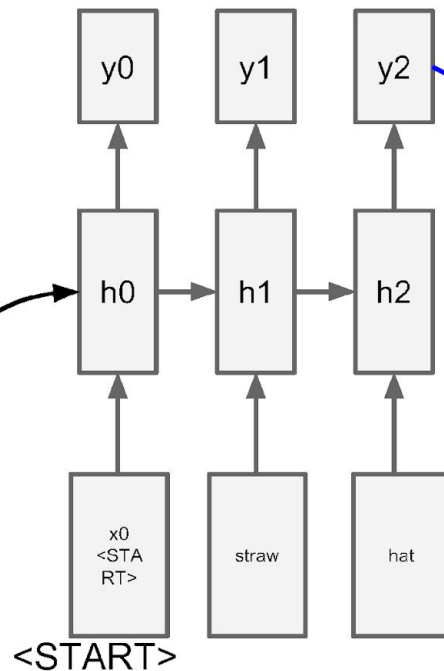 y0 y1 y2
h0 h1 h2
x0
<STA
RT>
straw
hat
<START>